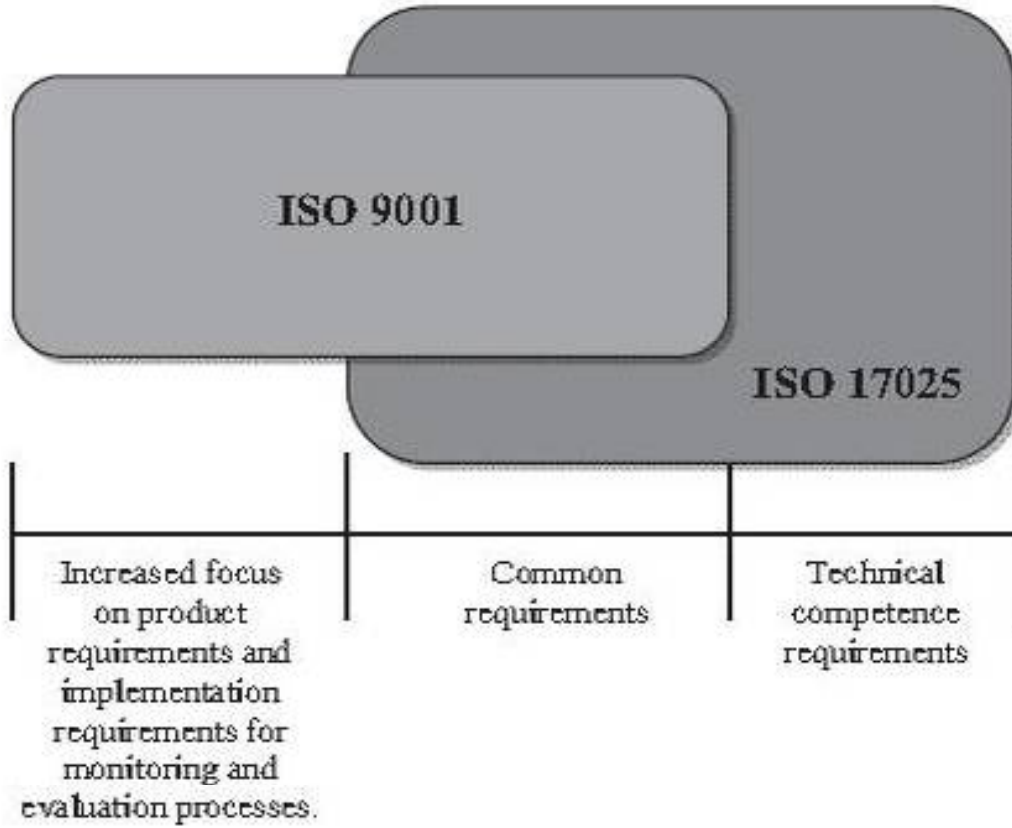 ISO 9001
ISO 17025
Increased focus
on product
requirements and
implementation
requirements for
monitoring and
evaluation processes.
Common
requirements
Technical
competence
requirements